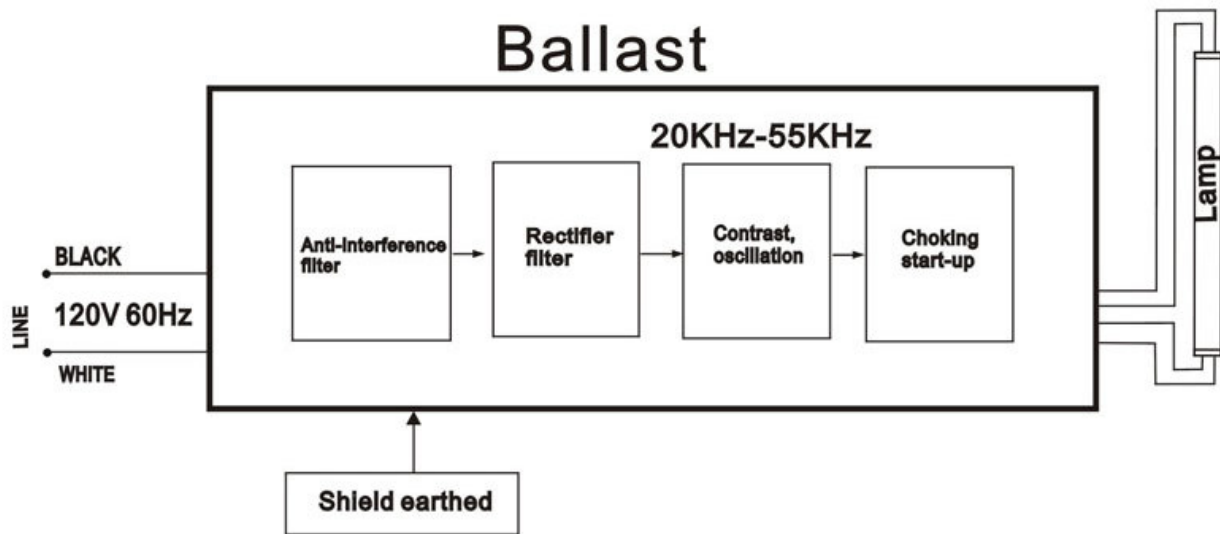 Ballast
20KHz-55KHz
Anti-interference
filter
Rectifier
filter
Contrast,
oscillation
Choking
start-up
Lamp
BLACK
LINE
120V 60Hz
WHITE
Shield earthed